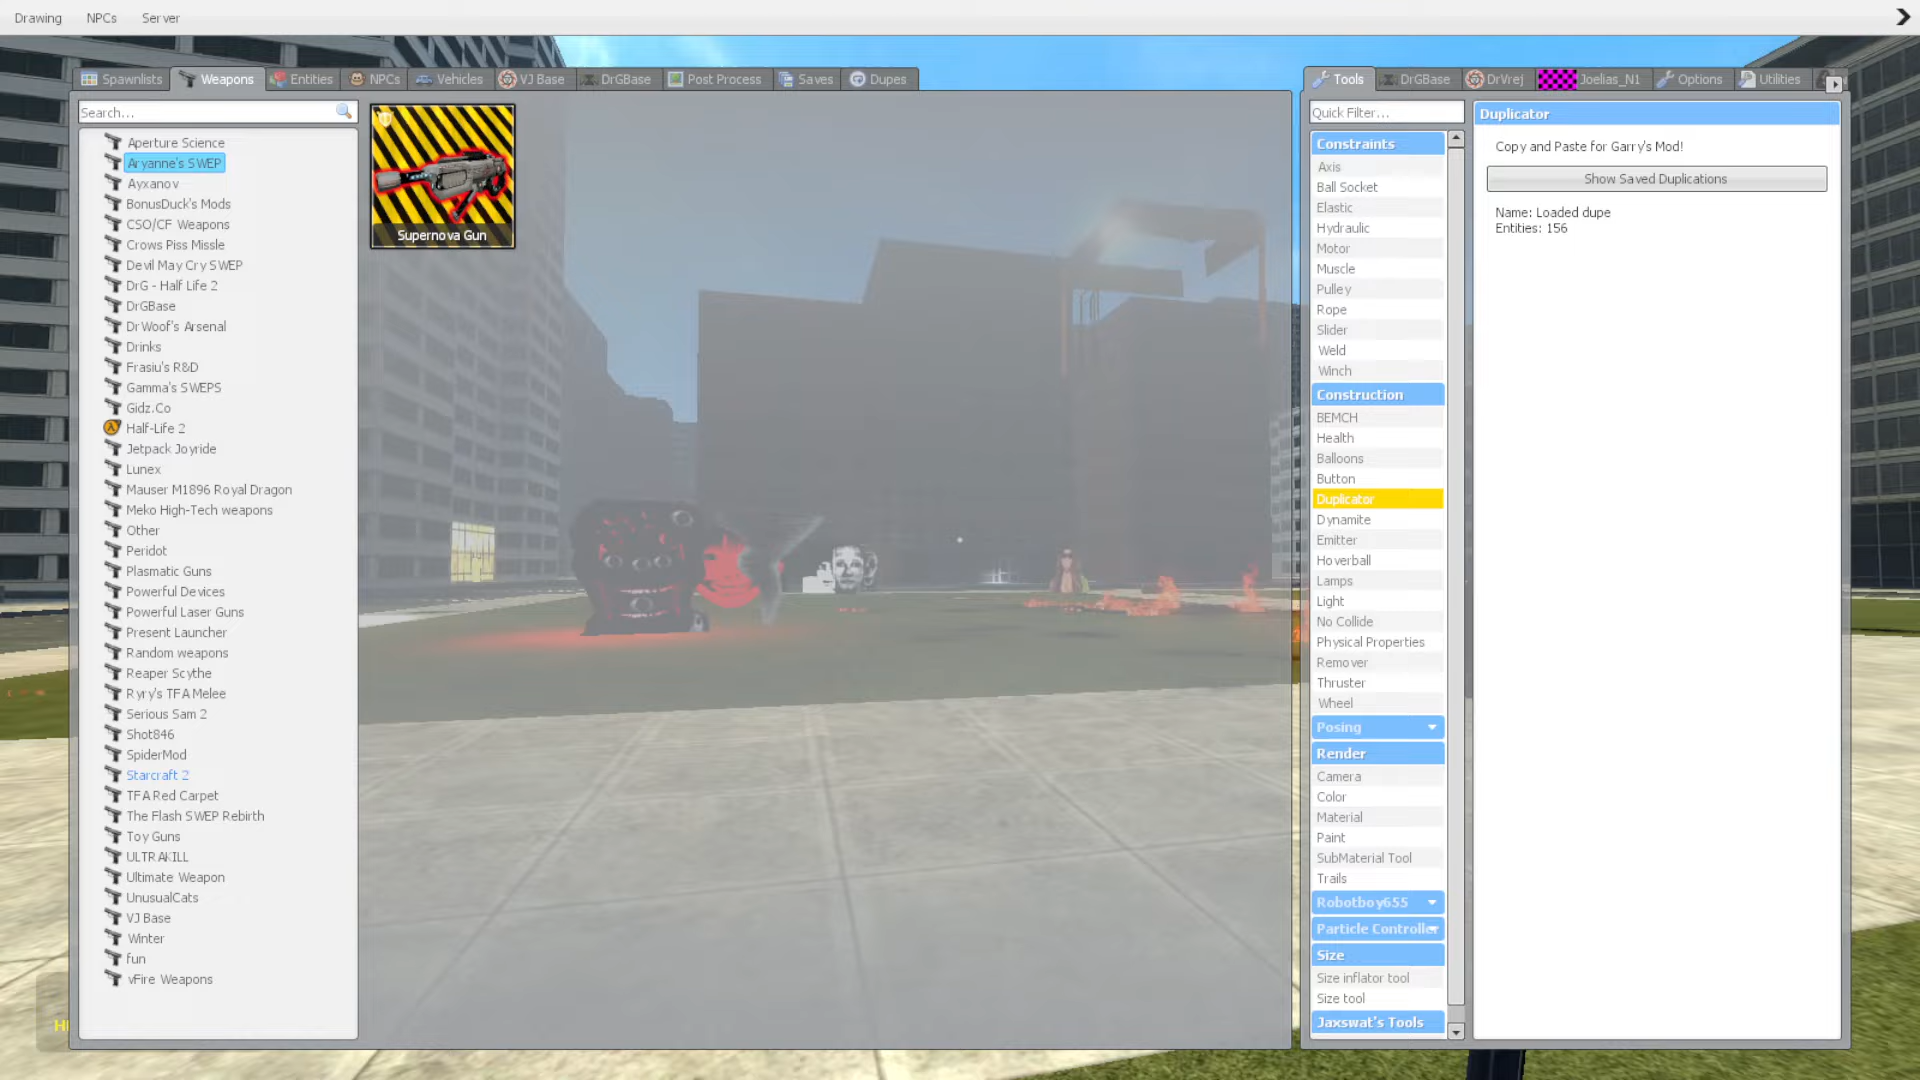 Drawing NPCs Server
Spawnlists Weapons Entities NPCs Vehicles VJ Base DrGBase Post Process Saves Dupes
Search...
Aperture Science
Aryanne's SWEP
Ayxanov
BonusDuck's Mods
CSO/CF Weapons
Crows Piss Missle
Devil May Cry SWEP
DrG - Half Life 2
DrGBase
DrWoof's Arsenal
Drinks
Frasiu's R&D
Gamma's SWEPS
Gidz.Co
Half-Life 2
Jetpack Joyride
Lunex
Mauser M1896 Royal Dragon
Meko High-Tech weapons
Other
Peridot
Plasmatic Guns
Powerful Devices
Powerful Laser Guns
Present Launcher
Random weapons
Reaper Scythe
Ryry's TFA Melee
Serious Sam 2
Shot846
SpiderMod
Starcraft 2
TFA Red Carpet
The Flash SWEP Rebirth
Toy Guns
ULTRAKILL
Ultimate Weapon
UnusualCats
VJ Base
Winter
fun
vFire Weapons
Supernova Gun
Tools DrGBase DrVrej Joelias_N1 Options Utilities
Quick Filter...
Constraints
Axis
Ball Socket
Elastic
Hydraulic
Motor
Muscle
Pulley
Rope
Slider
Weld
Winch
Construction
BEMCH
Health
Balloons
Button
Duplicator
Dynamite
Emitter
Hoverball
Lamps
Light
No Collide
Physical Properties
Remover
Thruster
Wheel
Posing
Render
Camera
Color
Material
Paint
SubMaterial Tool
Trails
Robotboy655
Particle Controller
Size
Size inflator tool
Size tool
Jaxswat's Tools
Duplicator
Copy and Paste for Garry's Mod!
Show Saved Duplications
Name: Loaded dupe
Entities: 156